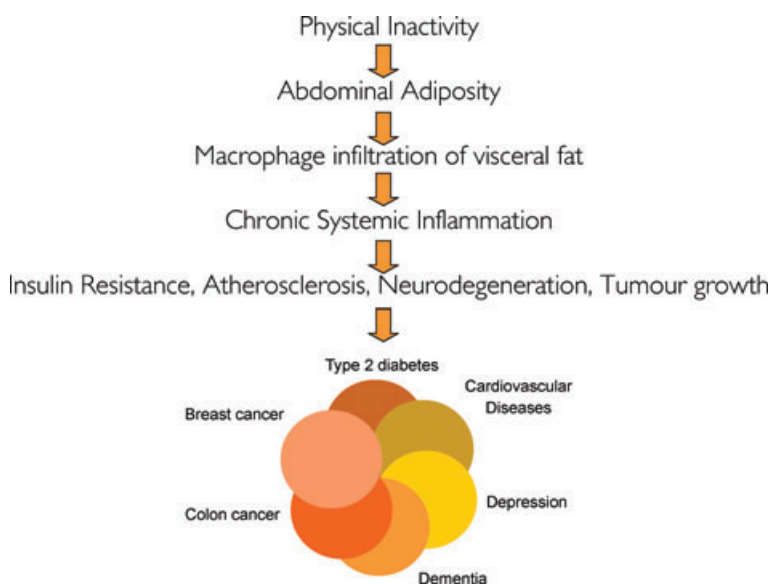 Physical Inactivity
Abdominal Adiposity
Macrophage infiltration of visceral fat
Chronic Systemic Inflammation
Insulin Resistance, Atherosclerosis, Neurodegeneration, Tumour growth
Type 2 diabetes
Cardiovascular
Diseases
Breast cancer
Depression
Colon cancer
Dementia